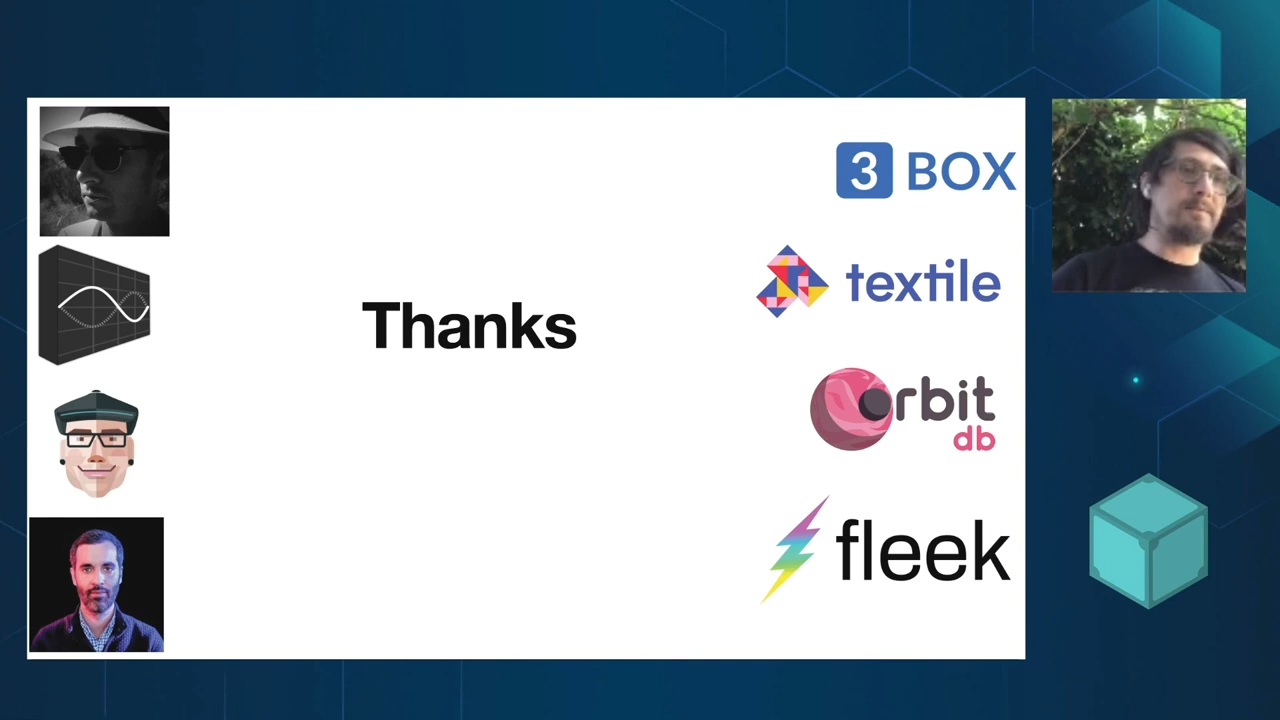 3 BOX
textile
Thanks
Orbit
db
fleek